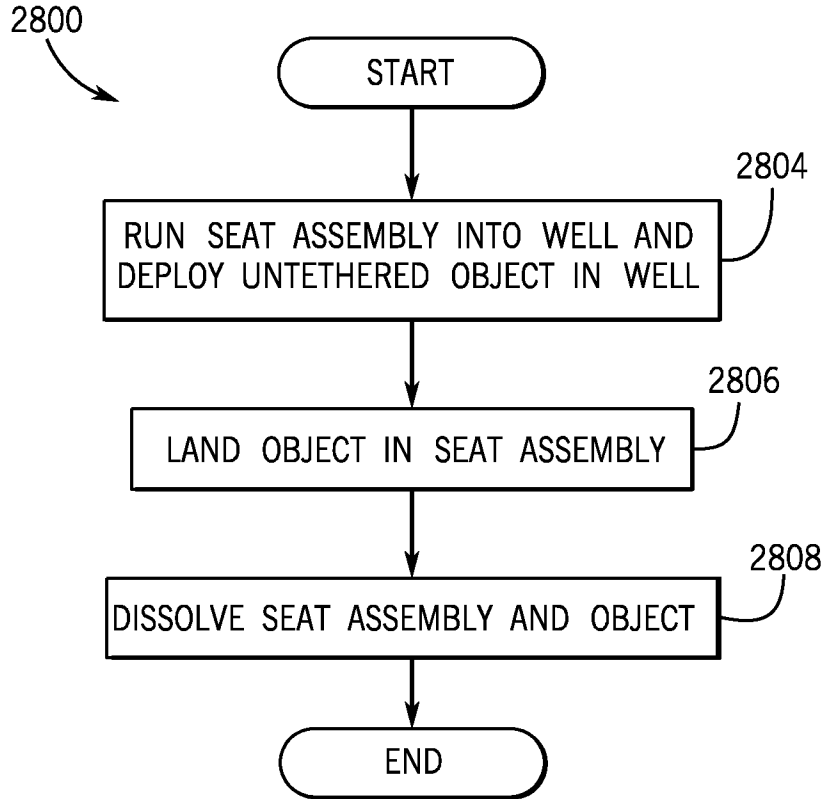 2800
START
2804
RUN SEAT ASSEMBLY INTO WELL AND
DEPLOY UNTETHERED OBJECT IN WELL
2806
LAND OBJECT IN SEAT ASSEMBLY
2808
DISSOLVE SEAT ASSEMBLY AND OBJECT
END